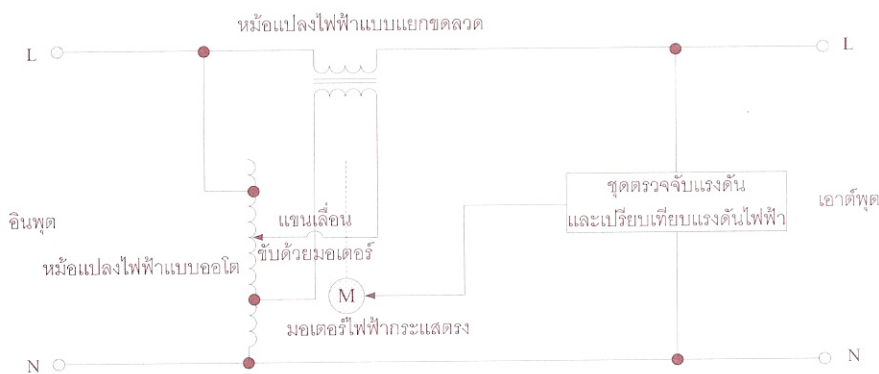 หม้อแปลงไฟฟ้าแบบแยกขดลวด
L
L
ชุดตรวจจับแรงดัน
และเปรียบเทียบแรงดันไฟฟ้า
เอาต์พุต
อินพุต
แขนเลื่อน
ขับด้วยมอเตอร์
หม้อแปลงไฟฟ้าแบบออโต
M
มอเตอร์ไฟฟ้ากระแสตรง
N
N